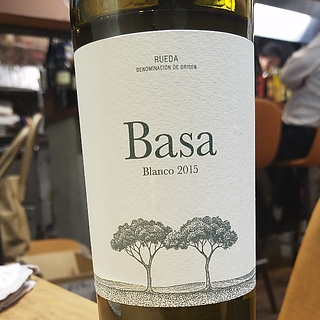 RUEDA
DENOMINACIÓN DE ORIGEN
Basa
Blanco 2015